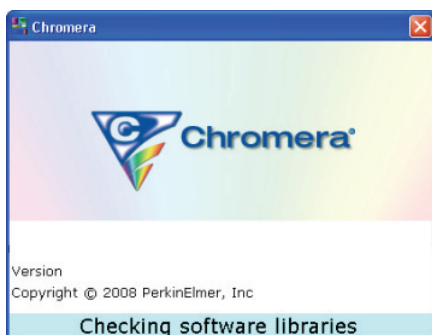 Chromera
Chromera®
Version
Copyright © 2008 PerkinElmer, Inc
Checking software libraries